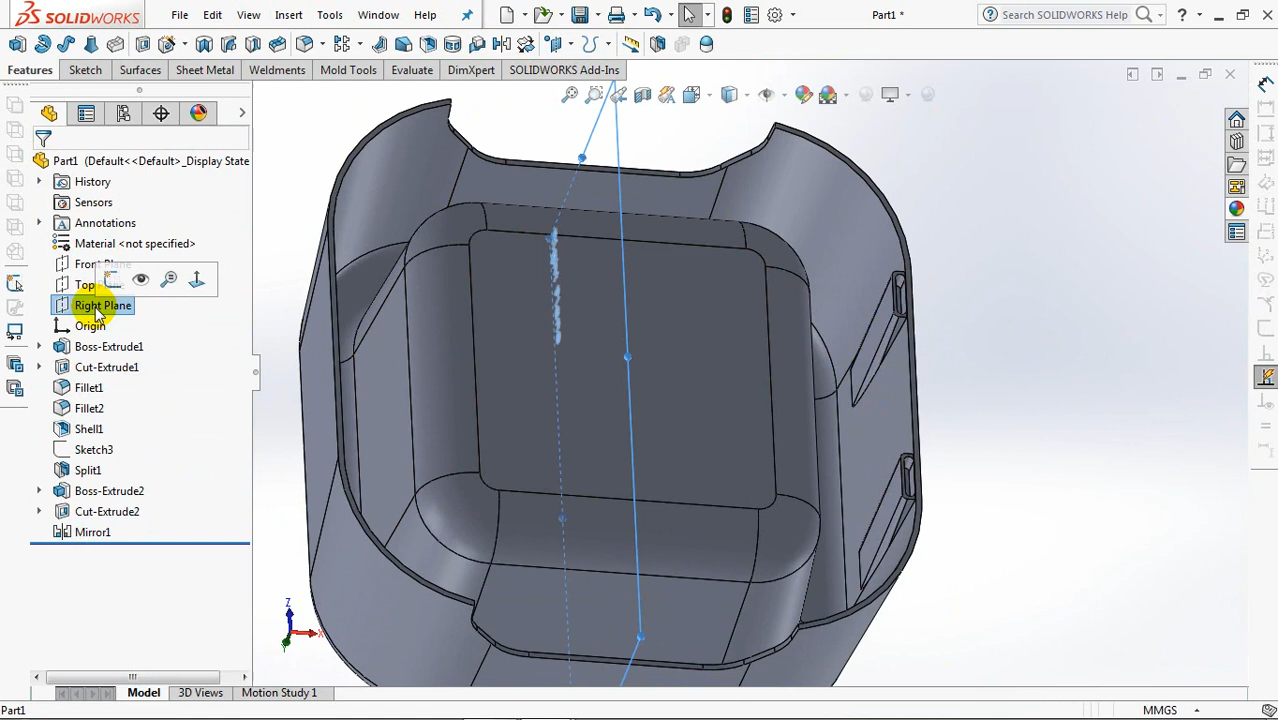 SOLIDWORKS File Edit View Insert Tools Window Help Part1 * Search SOLIDWORKS Help
Features Sketch Surfaces Sheet Metal Weldments Mold Tools Evaluate DimXpert SOLIDWORKS Add-Ins
Part1 (Default<<Default>_Display State
History
Sensors
Annotations
Material <not specified>
Front Plane
Top
Right Plane
Origin
Boss-Extrude1
Cut-Extrude1
Fillet1
Fillet2
Shell1
Sketch3
Split1
Boss-Extrude2
Cut-Extrude2
Mirror1
Z
X
Model 3D Views Motion Study 1
Part1 MMGS